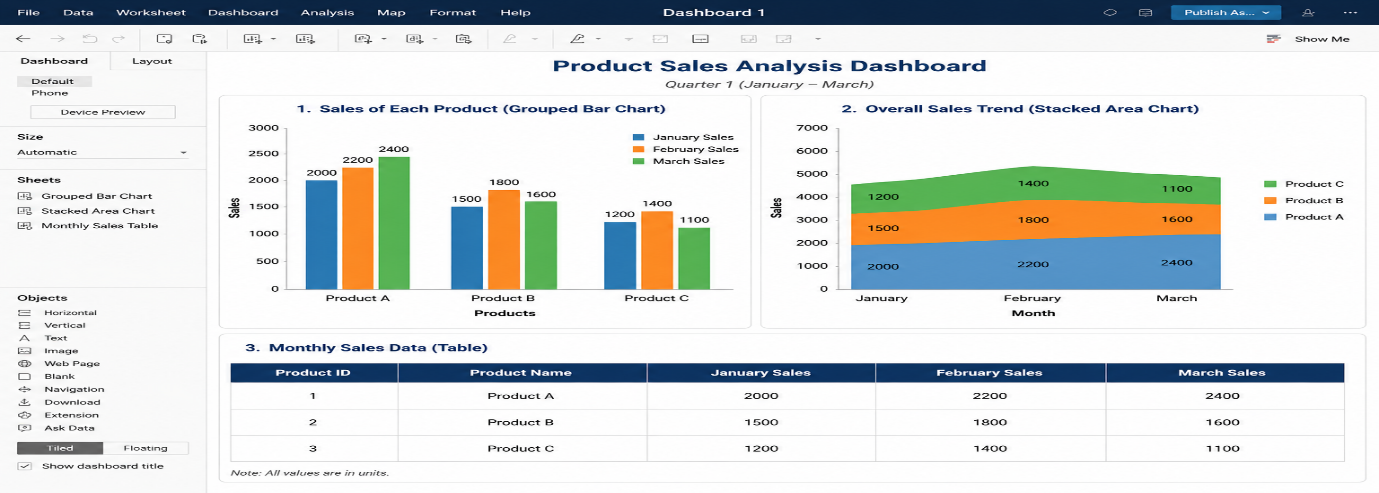 File Data Worksheet Dashboard Analysis Map Format Help Dashboard 1 Publish As...
Show Me
Dashboard Layout
Default
Phone
Device Preview
Size
Automatic
Sheets
Grouped Bar Chart
Stacked Area Chart
Monthly Sales Table
Objects
Horizontal
Vertical
Text
Image
Web Page
Blank
Navigation
Download
Extension
Ask Data
Tiled Floating
Show dashboard title
Product Sales Analysis Dashboard
Quarter 1 (January – March)
1. Sales of Each Product (Grouped Bar Chart)
3000
2500
2000
1500
1000
500
0
Sales
2000 2200 2400
1500 1800 1600
1200 1400 1100
January Sales
February Sales
March Sales
Product A Product B Product C
Products
2. Overall Sales Trend (Stacked Area Chart)
7000
6000
5000
4000
3000
2000
1000
0
Sales
1200 1400 1100
1500 1800 1600
2000 2200 2400
Product C
Product B
Product A
January February March
Month
3. Monthly Sales Data (Table)
Product ID Product Name January Sales February Sales March Sales
1 Product A 2000 2200 2400
2 Product B 1500 1800 1600
3 Product C 1200 1400 1100
Note: All values are in units.